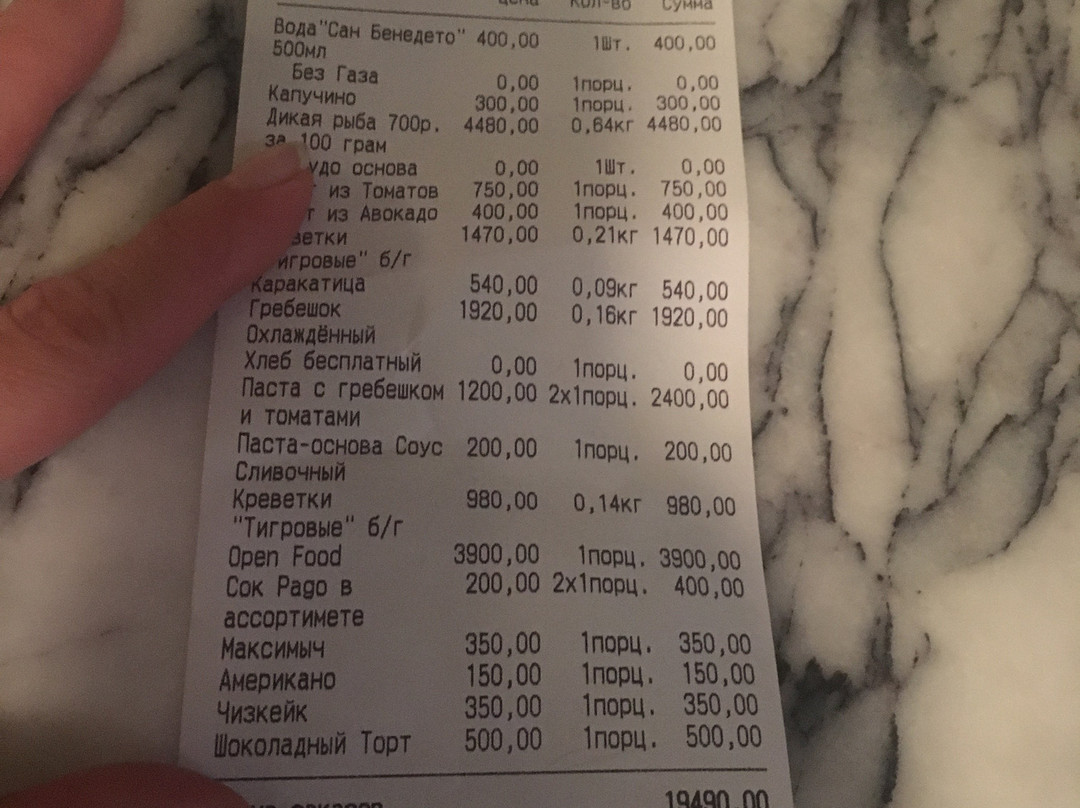 цена Кол-во Сумма
Вода"Сан Бенедето" 400,00 1шт. 400,00
500мл
Без Газа 0,00 1порц. 0,00
Капучино 300,00 1порц. 300,00
Дикая рыба 700р. 4480,00 0,64кг 4480,00
за 100 грам
удо основа 0,00 1шт. 0,00
из Томатов 750,00 1порц. 750,00
т из Авокадо 400,00 1порц. 400,00
ветки 1470,00 0,21кг 1470,00
игровые" б/г
Каракатица 540,00 0,09кг 540,00
Гребешок 1920,00 0,16кг 1920,00
Охлаждённый
Хлеб бесплатный 0,00 1порц. 0,00
Паста с гребешком 1200,00 2x1порц. 2400,00
и томатами
Паста-основа Соус 200,00 1порц. 200,00
Сливочный
Креветки 980,00 0,14кг 980,00
"Тигровые" б/г
Open Food 3900,00 1порц. 3900,00
Сок Pago в 200,00 2x1порц. 400,00
ассортимете
Максимыч 350,00 1порц. 350,00
Американо 150,00 1порц. 150,00
Чизкейк 350,00 1порц. 350,00
Шоколадный Торт 500,00 1порц. 500,00
19490,00